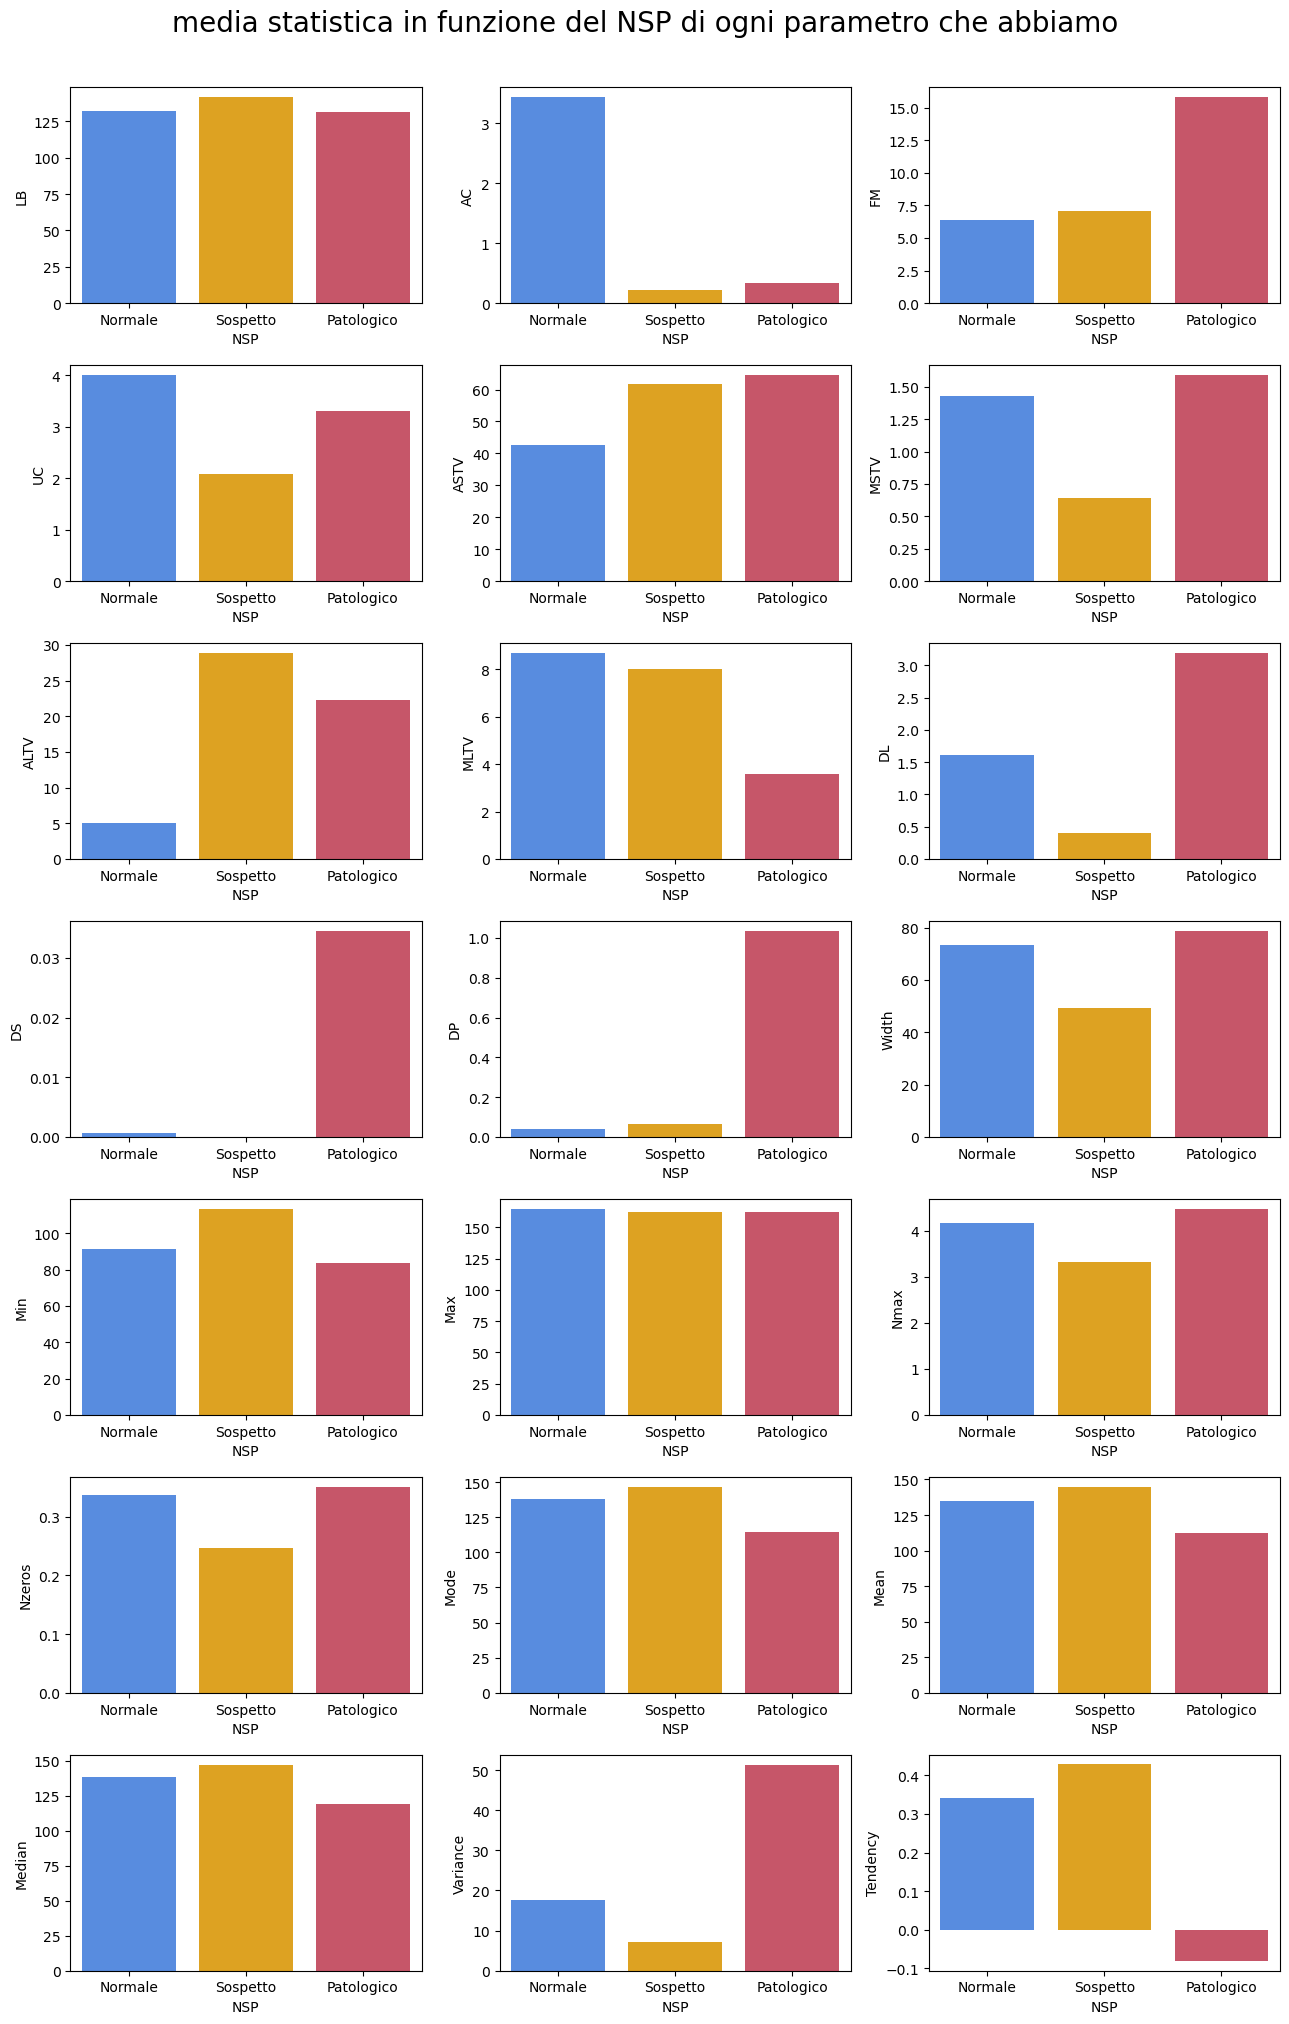 media statistica in funzione del NSP di ogni parametro che abbiamo
LB
125
100
75
50
25
0
Normale Sospetto Patologico
NSP
AC
3
2
1
0
Normale Sospetto Patologico
NSP
FM
15.0
12.5
10.0
7.5
5.0
2.5
0.0
Normale Sospetto Patologico
NSP
UC
4
3
2
1
0
Normale Sospetto Patologico
NSP
ASTV
60
50
40
30
20
10
0
Normale Sospetto Patologico
NSP
MSTV
1.50
1.25
1.00
0.75
0.50
0.25
0.00
Normale Sospetto Patologico
NSP
ALTV
30
25
20
15
10
5
0
Normale Sospetto Patologico
NSP
MLTV
8
6
4
2
0
Normale Sospetto Patologico
NSP
DL
3.0
2.5
2.0
1.5
1.0
0.5
0.0
Normale Sospetto Patologico
NSP
DS
0.03
0.02
0.01
0.00
Normale Sospetto Patologico
NSP
DP
1.0
0.8
0.6
0.4
0.2
0.0
Normale Sospetto Patologico
NSP
Width
80
60
40
20
0
Normale Sospetto Patologico
NSP
Min
100
80
60
40
20
0
Normale Sospetto Patologico
NSP
Max
150
125
100
75
50
25
0
Normale Sospetto Patologico
NSP
Nmax
4
3
2
1
0
Normale Sospetto Patologico
NSP
Nzeros
0.3
0.2
0.1
0.0
Normale Sospetto Patologico
NSP
Mode
150
125
100
75
50
25
0
Normale Sospetto Patologico
NSP
Mean
150
125
100
75
50
25
0
Normale Sospetto Patologico
NSP
Median
150
125
100
75
50
25
0
Normale Sospetto Patologico
NSP
Variance
50
40
30
20
10
0
Normale Sospetto Patologico
NSP
Tendency
0.4
0.3
0.2
0.1
0.0
−0.1
Normale Sospetto Patologico
NSP